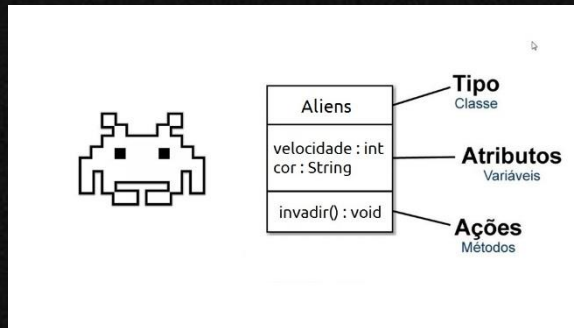 Aliens
velocidade : int
cor : String
invadir() : void
Tipo
Classe
Atributos
Variáveis
Ações
Métodos